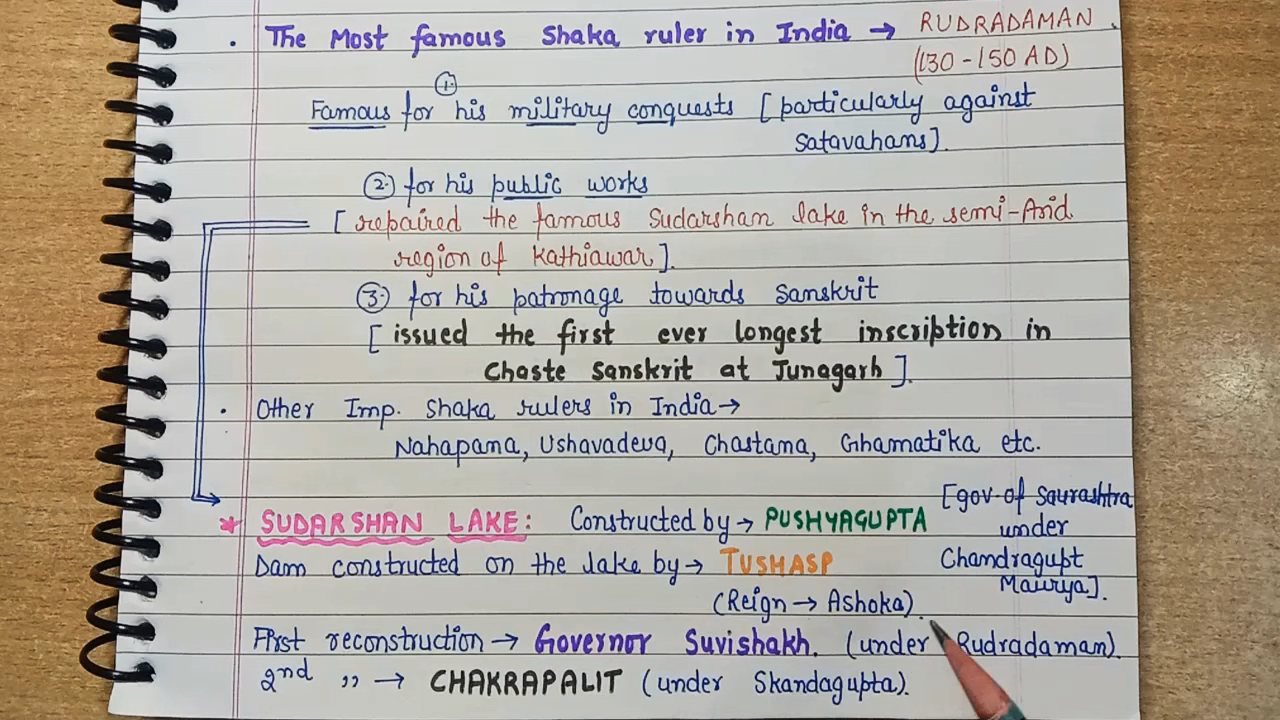 . The Most famous Shaka ruler in India → RUDRADAMAN
(130-150 AD)
①
Famous for his military conquests [particularly against
Satavahans].
② for his public works
[repaired the famous Sudarshan lake in the semi-Arid
region of Kathiawar].
③ for his patronage towards Sanskrit
[issued the first ever longest inscription in
Chaste Sanskrit at Junagarh].
. Other Imp. Shaka rulers in India →
Nahapana, Ushavadeva, Chastana, Ghamatika etc.
* SUDARSHAN LAKE: Constructed by → PUSHYAGUPTA [gov. of Saurashtra
under
Chandragupt
Maurya].
Dam constructed on the lake by → TUSHASP
(Reign → Ashoka).
First reconstruction → Governor Suvishakh. (under Rudradaman).
2nd ,, → CHAKRAPALIT (under Skandagupta).